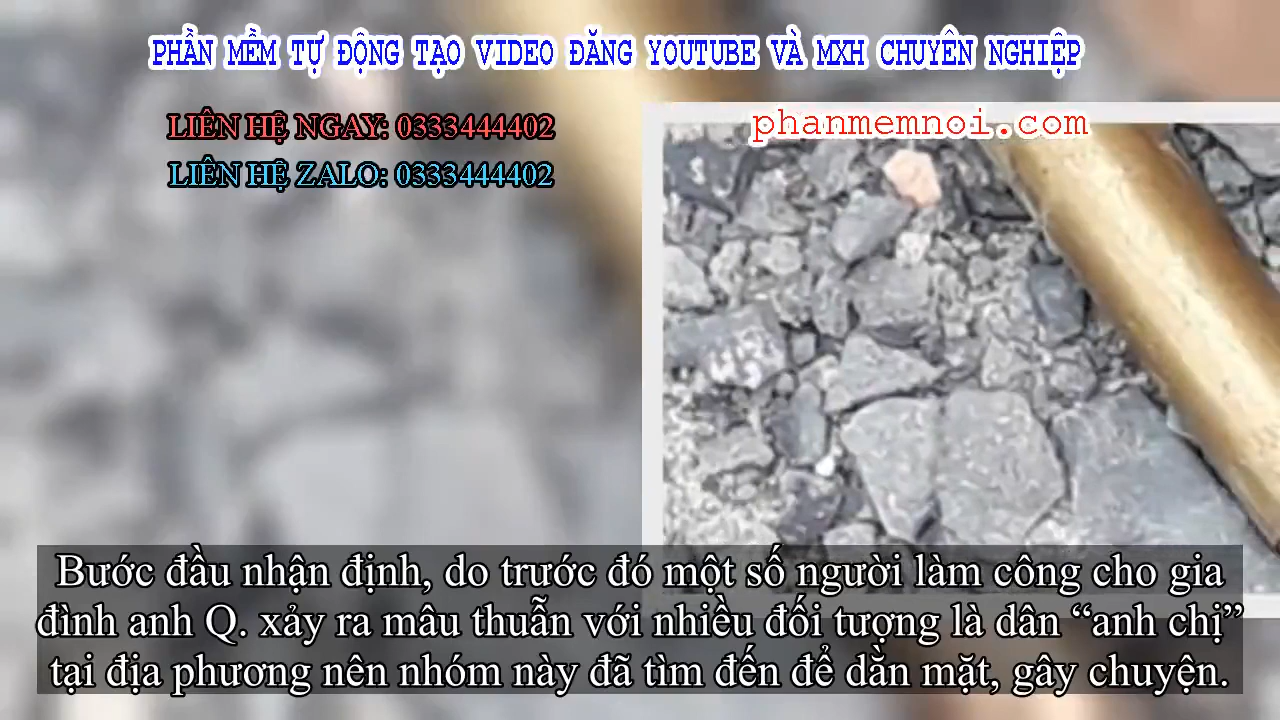 PHẦN MỀM TỰ ĐỘNG TẠO VIDEO ĐĂNG YOUTUBE VÀ MXH CHUYÊN NGHIỆP
LIÊN HỆ NGAY: 0333444402
phanmemnoi.com
LIÊN HỆ ZALO: 0333444402
Bước đầu nhận định, do trước đó một số người làm công cho gia
đình anh Q. xảy ra mâu thuẫn với nhiều đối tượng là dân “anh chị”
tại địa phương nên nhóm này đã tìm đến để dằn mặt, gây chuyện.